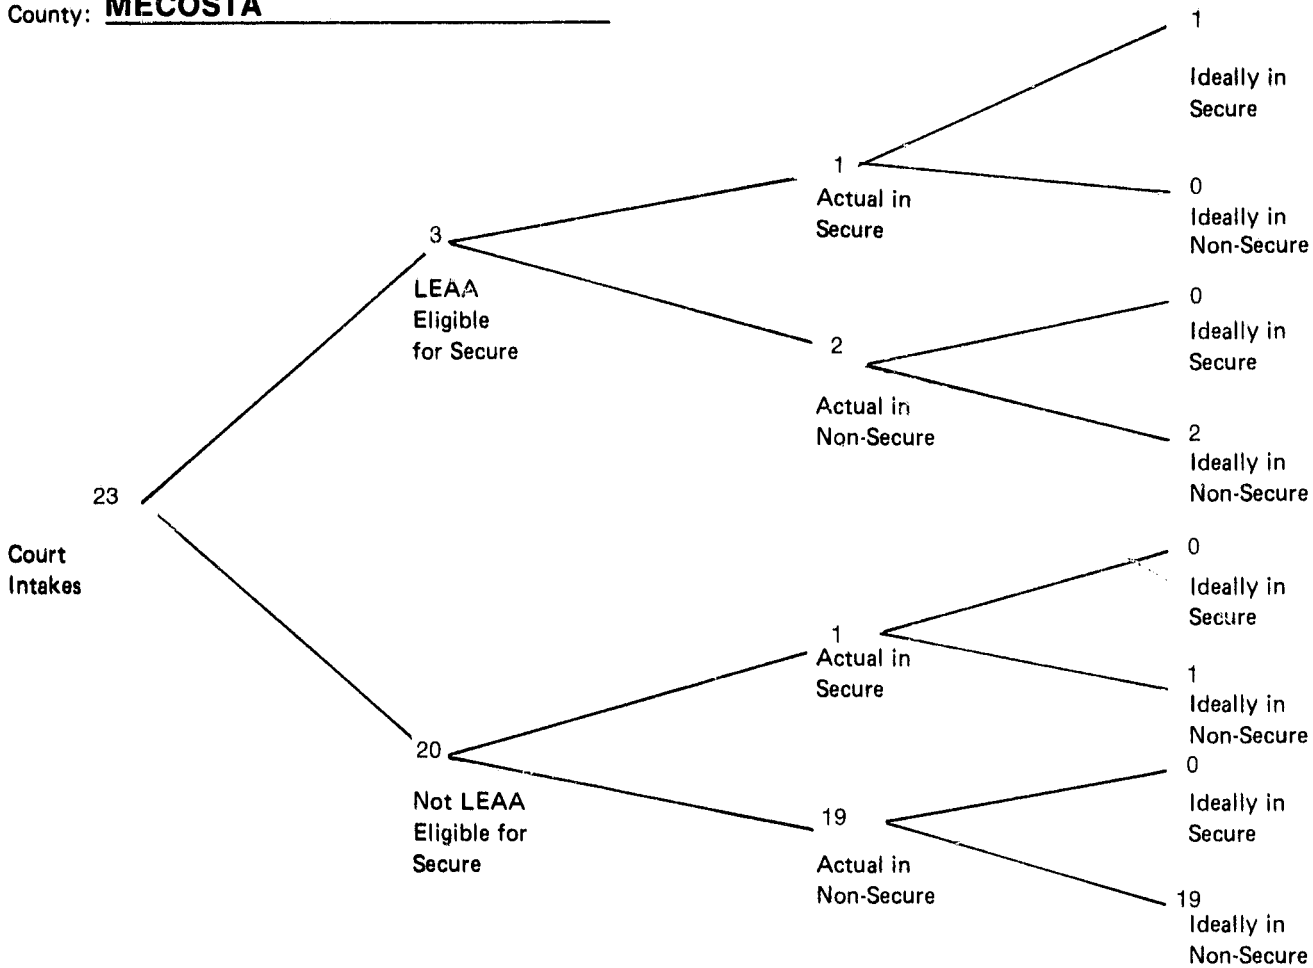 County: MECOSTA
1
Ideally in
Secure
1
Actual in
Secure
0
Ideally in
Non-Secure
3
LEAA
Eligible
for Secure
0
Ideally in
Secure
2
Actual in
Non-Secure
2
Ideally in
Non-Secure
23
Court
Intakes
0
Ideally in
Secure
1
Actual in
Secure
1
Ideally in
Non-Secure
20
Not LEAA
Eligible for
Secure
0
Ideally in
Secure
19
Actual in
Non-Secure
19
Ideally in
Non-Secure